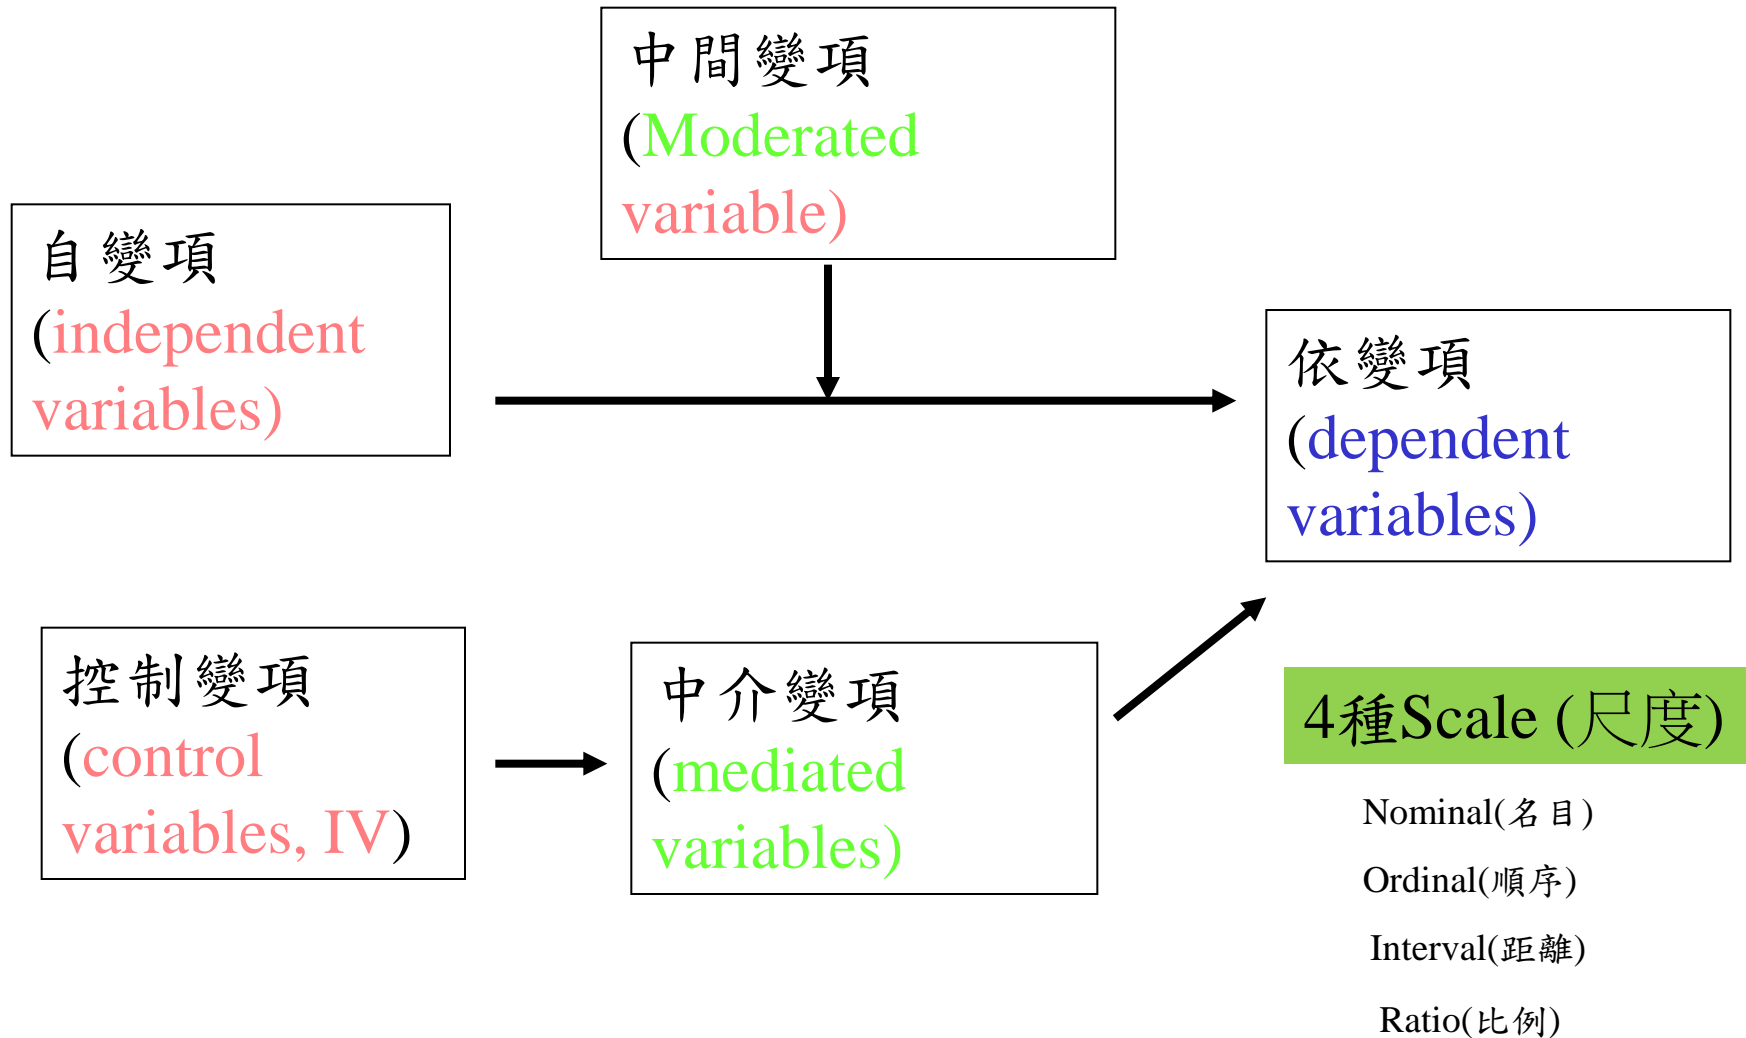 中間變項
(Moderated
variable)
自變項
(independent
variables)
依變項
(dependent
variables)
控制變項
(control
variables, IV)
中介變項
(mediated
variables)
4種Scale (尺度)
Nominal(名目)
Ordinal(順序)
Interval(距離)
Ratio(比例)